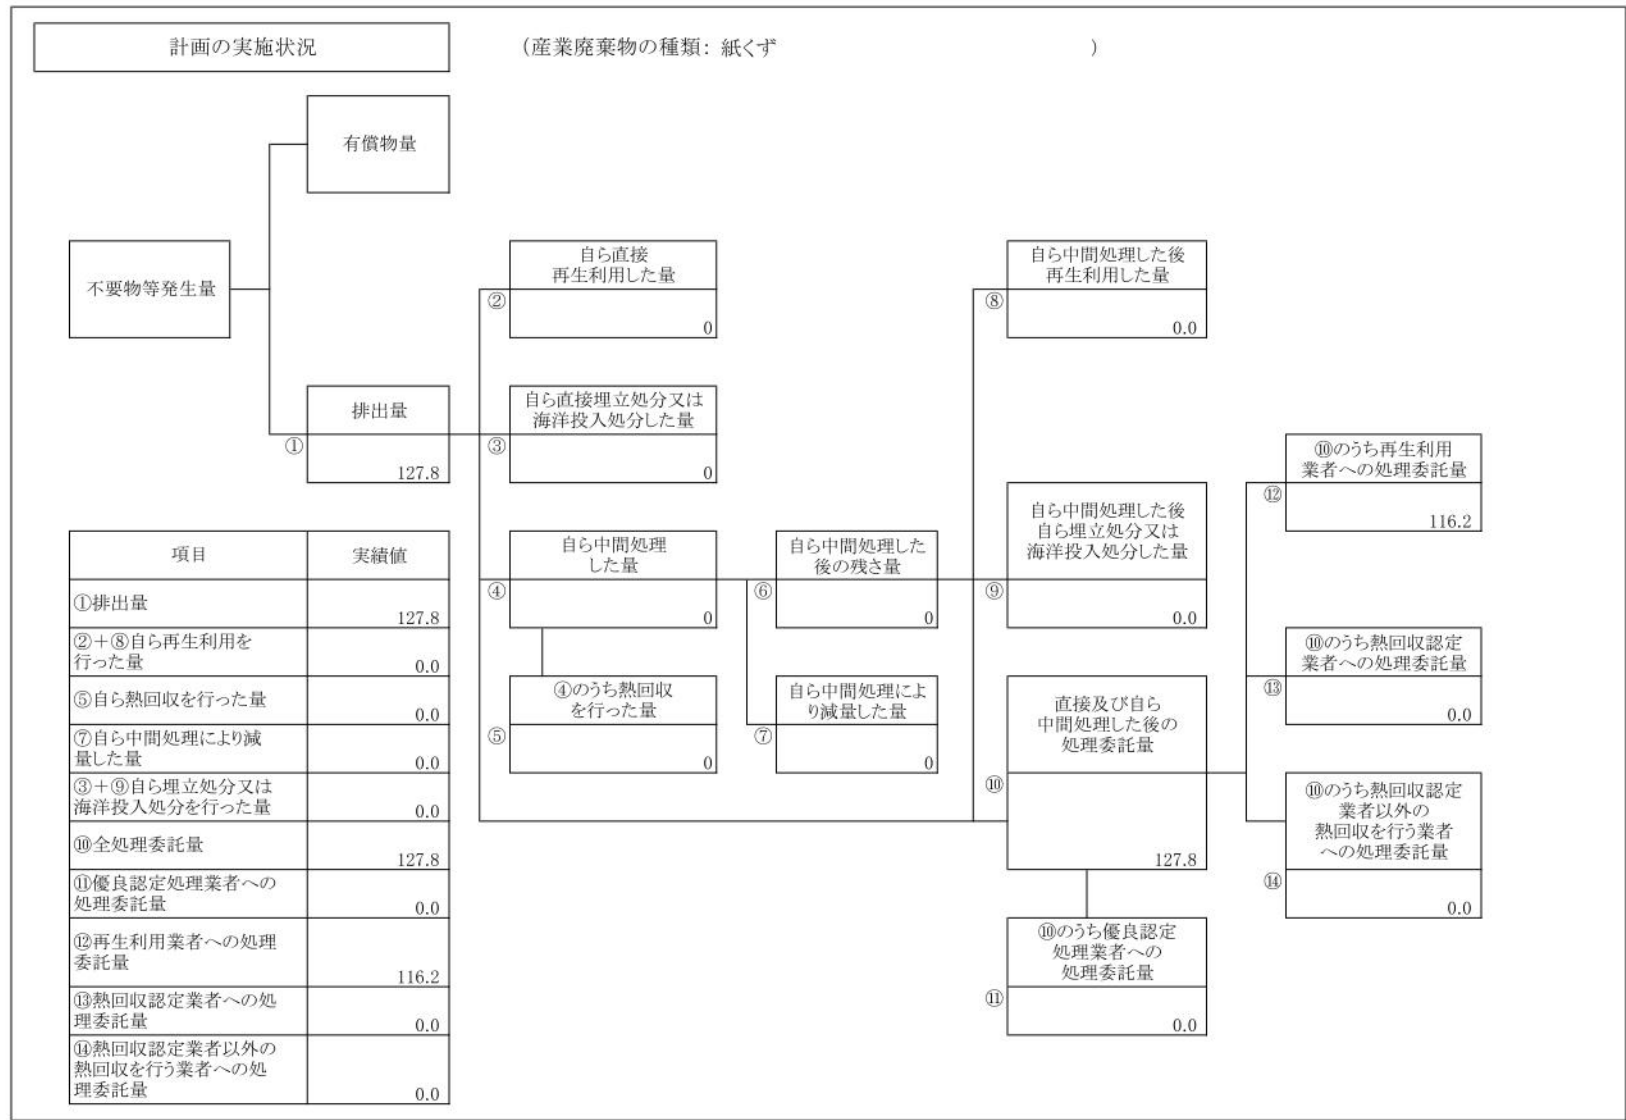 計画の実施状況
(産業廃棄物の種類: 紙くず )
有償物量
不要物等発生量
自ら直接
再生利用した量
②
0
自ら中間処理した後
再生利用した量
⑧
0.0
排出量
①
127.8
自ら直接埋立処分又は
海洋投入処分した量
③
0
⑩のうち再生利用
業者への処理委託量
⑫
116.2
自ら中間処理
した量
④
0
自ら中間処理した
後の残さ量
⑥
0
自ら中間処理した後
自ら埋立処分又は
海洋投入処分した量
⑨
0.0
⑩のうち熱回収認定
業者への処理委託量
⑬
0.0
④のうち熱回収
を行った量
⑤
0
自ら中間処理によ
り減量した量
⑦
0
直接及び自ら
中間処理した後の
処理委託量
⑩
127.8
⑩のうち熱回収認定
業者以外の
熱回収を行う業者
への処理委託量
⑭
0.0
⑩のうち優良認定
処理業者への
処理委託量
⑪
0.0
項目 実績値
①排出量
127.8
②+⑧自ら再生利用を
行った量
0.0
⑤自ら熱回収を行った量
0.0
⑦自ら中間処理により減
量した量
0.0
③+⑨自ら埋立処分又は
海洋投入処分を行った量
0.0
⑩全処理委託量
127.8
⑪優良認定処理業者への
処理委託量
0.0
⑫再生利用業者への処理
委託量
116.2
⑬熱回収認定業者への処
理委託量
0.0
⑭熱回収認定業者以外の
熱回収を行う業者への処
理委託量
0.0